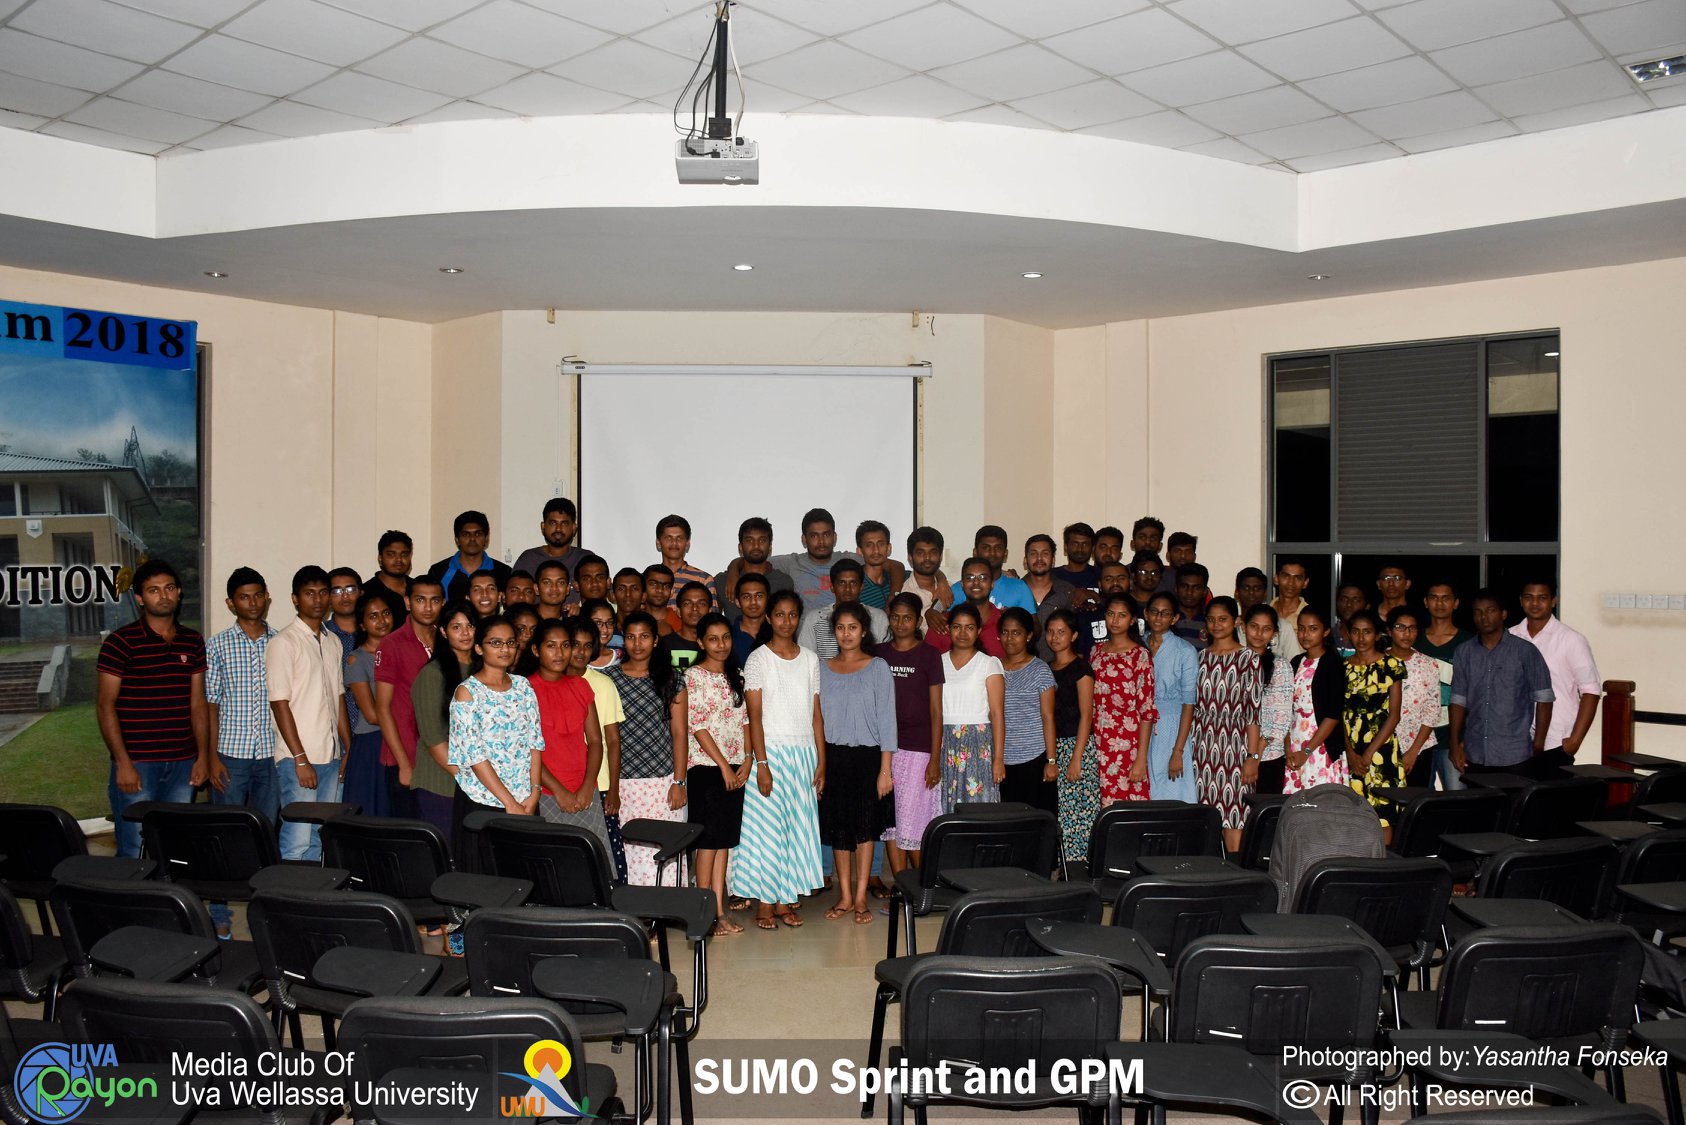 2018
DITION
UVA
Rayon
Media Club Of
Uva Wellassa University
UWU
SUMO Sprint and GPM
Photographed by: Yasantha Fonseka
©All Right Reserved